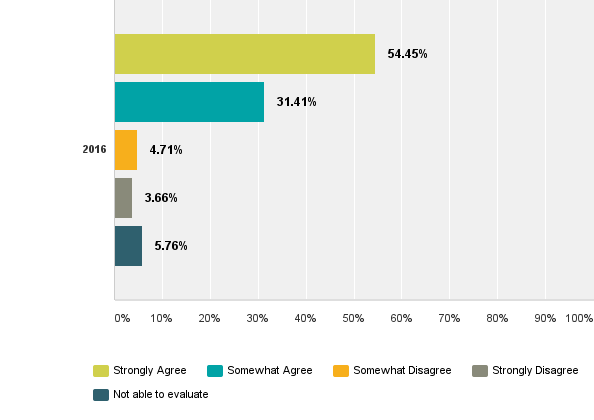 54.45%
31.41%
2016 4.71%
3.66%
5.76%
0% 10% 20% 30% 40% 50% 60% 70% 80% 90% 100%
Strongly Agree Somewhat Agree Somewhat Disagree Strongly Disagree
Not able to evaluate